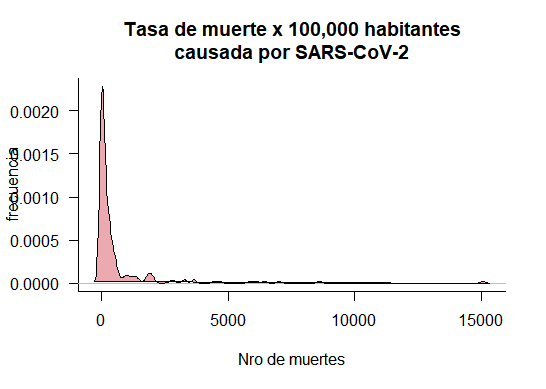 Tasa de muerte x 100,000 habitantes
causada por SARS-CoV-2
frecuencia
0.0020
0.0015
0.0010
0.0005
0.0000
0 5000 10000 15000
Nro de muertes